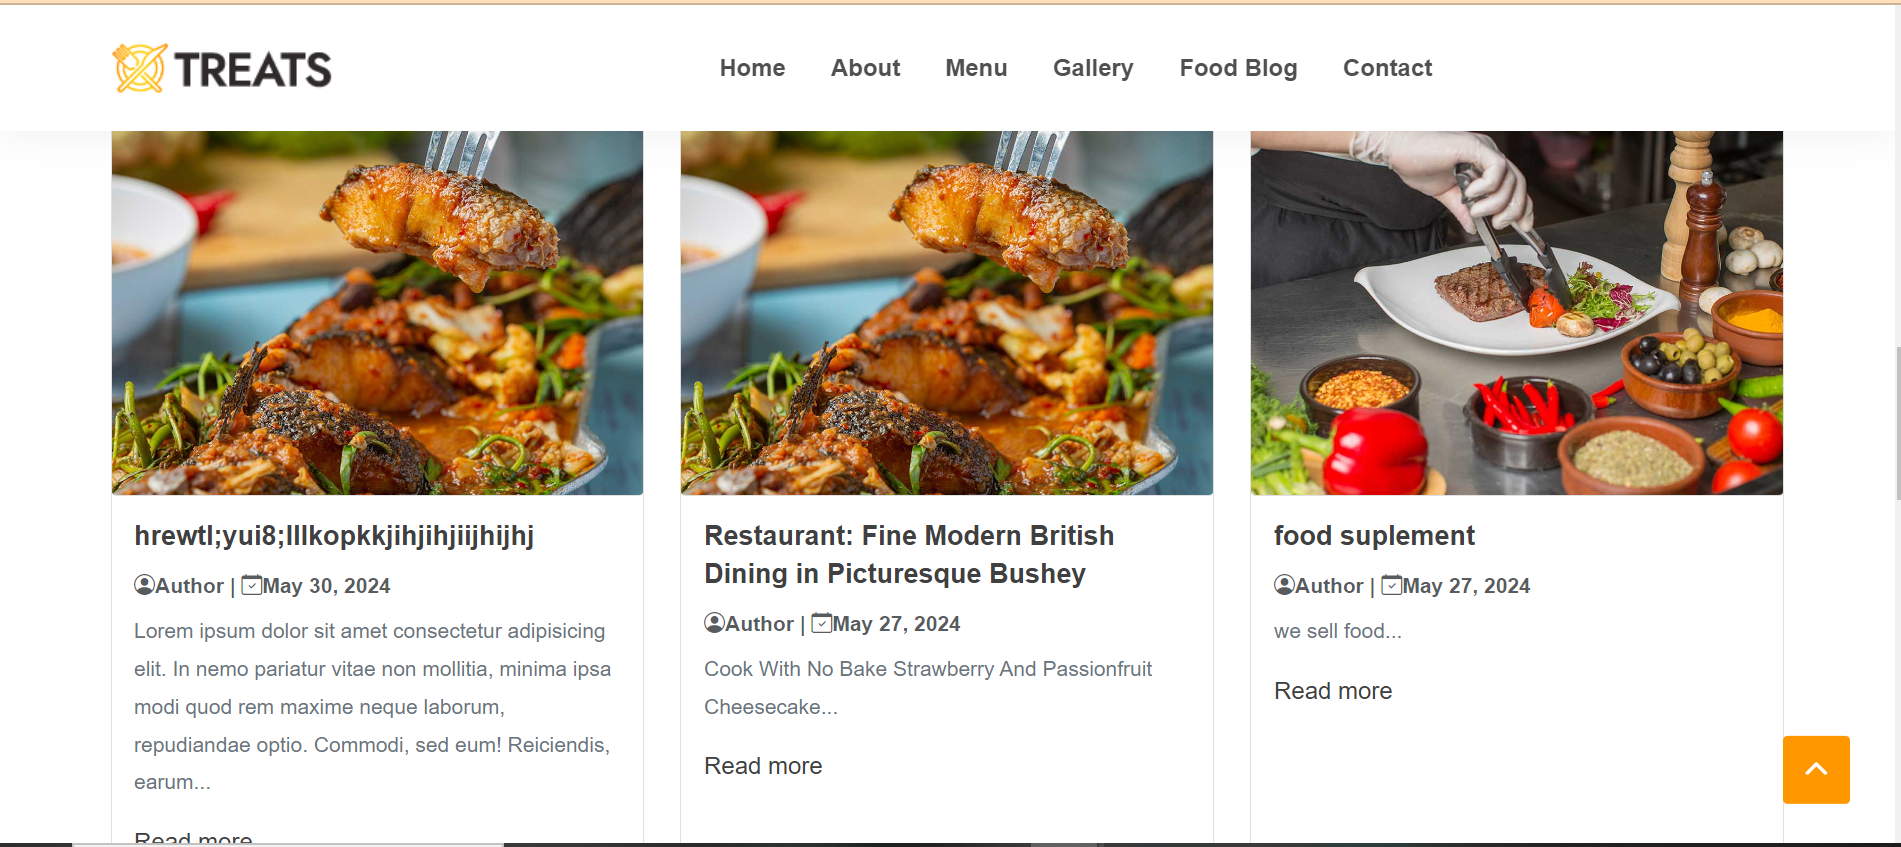 TREATS
Home About Menu Gallery Food Blog Contact
hrewtl;yui8;lllkopkkjihjihjiijhijhj
Author | May 30, 2024
Lorem ipsum dolor sit amet consectetur adipisicing
elit. In nemo pariatur vitae non mollitia, minima ipsa
modi quod rem maxime neque laborum,
repudiandae optio. Commodi, sed eum! Reiciendis,
earum...
Read more
Restaurant: Fine Modern British
Dining in Picturesque Bushey
Author | May 27, 2024
Cook With No Bake Strawberry And Passionfruit
Cheesecake...
Read more
food suplement
Author | May 27, 2024
we sell food...
Read more